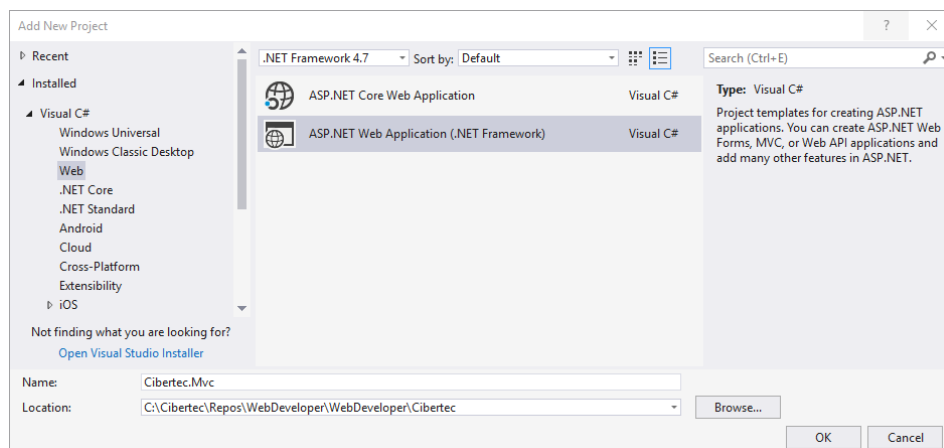 Add New Project
?
Recent
Installed
Visual C#
Windows Universal
Windows Classic Desktop
Web
.NET Core
.NET Standard
Android
Cloud
Cross-Platform
Extensibility
iOS
Not finding what you are looking for?
Open Visual Studio Installer
.NET Framework 4.7 Sort by: Default
ASP.NET Core Web Application Visual C#
ASP.NET Web Application (.NET Framework) Visual C#
Search (Ctrl+E)
Type: Visual C#
Project templates for creating ASP.NET
applications. You can create ASP.NET Web
Forms, MVC, or Web API applications and
add many other features in ASP.NET.
Name: Cibertec.Mvc
Location: C:\Cibertec\Repos\WebDeveloper\WebDeveloper\Cibertec Browse...
OK Cancel